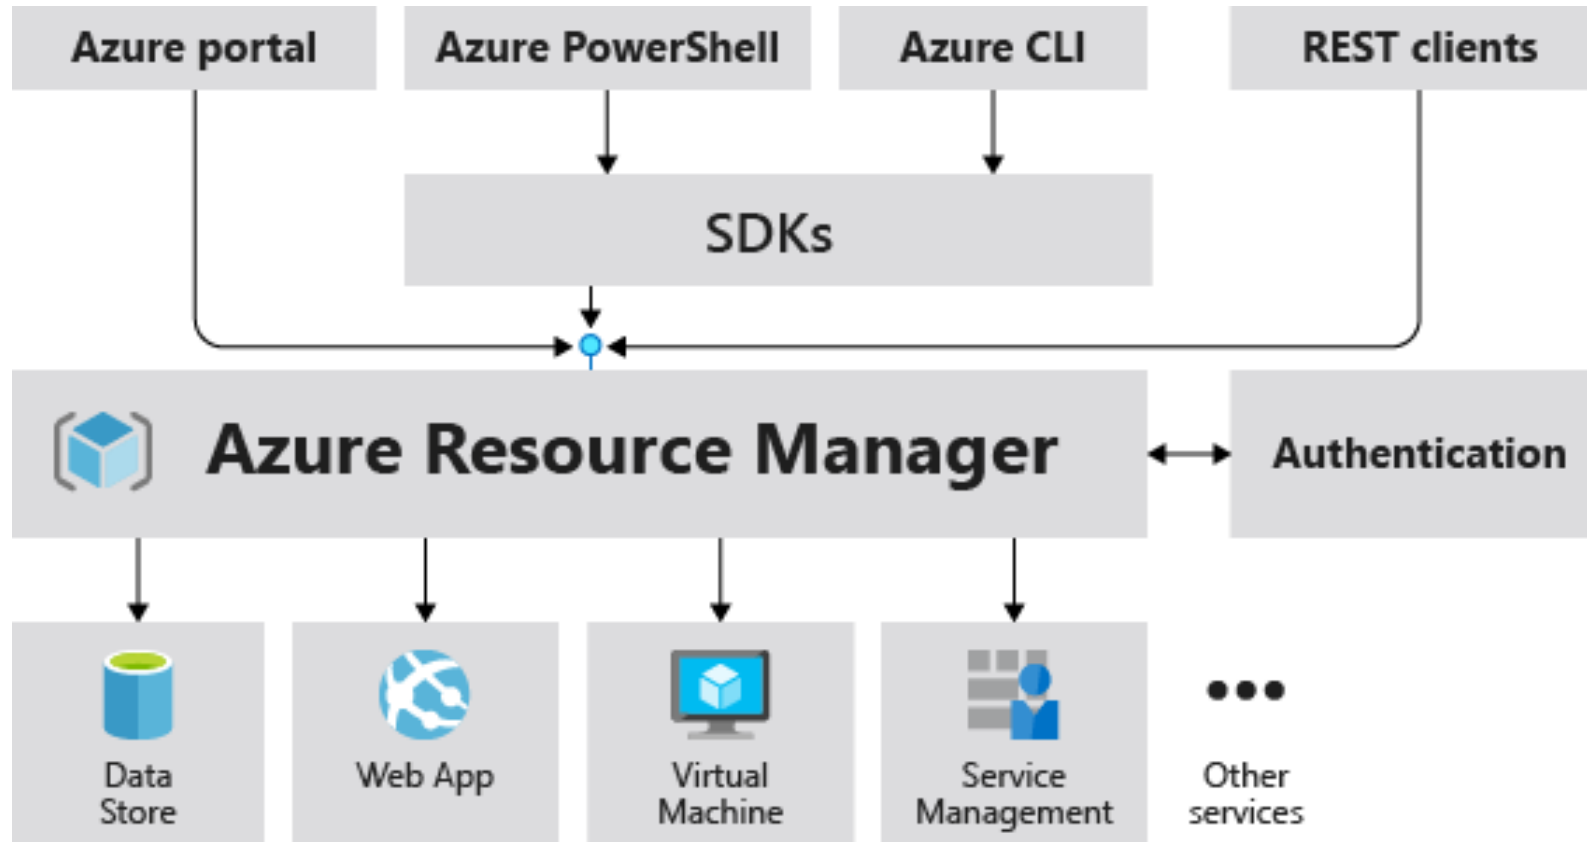 Azure portal
Azure PowerShell
Azure CLI
REST clients
SDKs
Azure Resource Manager
Authentication
Data
Store
Web App
Virtual
Machine
Service
Management
Other
services